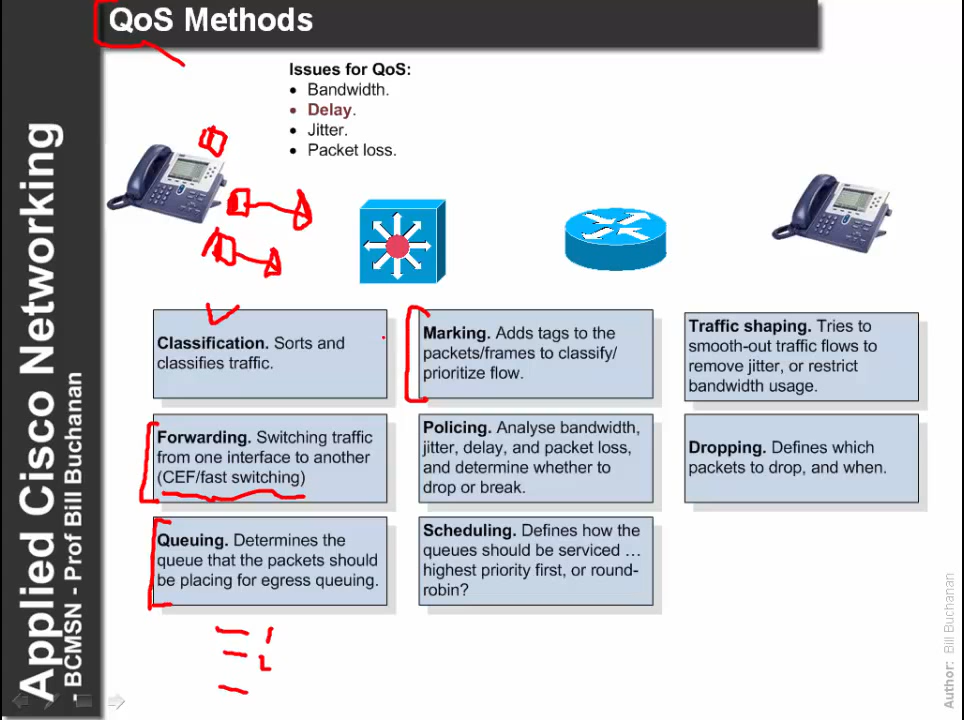 QoS Methods
Issues for QoS:
• Bandwidth.
• Delay.
• Jitter.
• Packet loss.
Classification. Sorts and
classifies traffic.
Marking. Adds tags to the
packets/frames to classify/
prioritize flow.
Traffic shaping. Tries to
smooth-out traffic flows to
remove jitter, or restrict
bandwidth usage.
Forwarding. Switching traffic
from one interface to another
(CEF/fast switching)
Policing. Analyse bandwidth,
jitter, delay, and packet loss,
and determine whether to
drop or break.
Dropping. Defines which
packets to drop, and when.
Queuing. Determines the
queue that the packets should
be placing for egress queuing.
Scheduling. Defines how the
queues should be serviced …
highest priority first, or round-
robin?
1
2
Applied Cisco Networking
- BCMSN - Prof Bill Buchanan
Author: Bill Buchanan